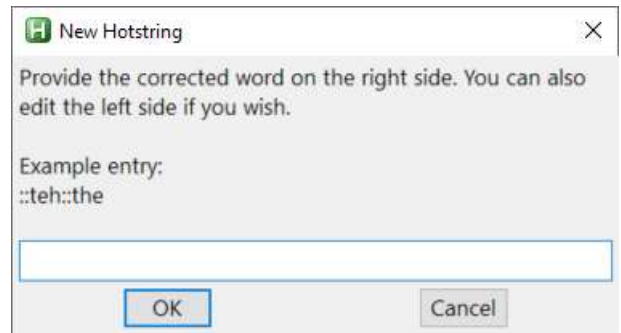 New Hotstring
Provide the corrected word on the right side. You can also
edit the left side if you wish.
Example entry:
::teh::the
OK
Cancel